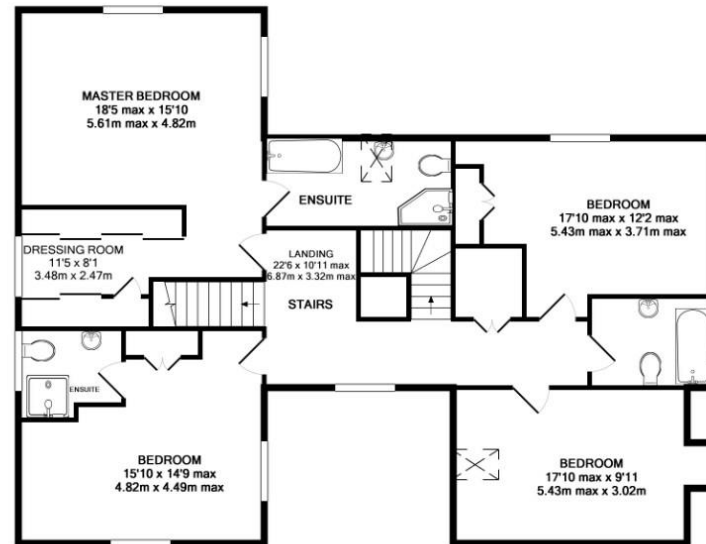 MASTER BEDROOM
18'5 max x 15'10
5.61m max x 4.82m
ENSUITE
BEDROOM
17'10 max x 12'2 max
5.43m max x 3.71m max
DRESSING ROOM
11'5 x 8'1
3.48m x 2.47m
LANDING
22'6 x 10'11 max
6.87m x 3.32m max
STAIRS
ENSUITE
BEDROOM
15'10 x 14'9 max
4.82m x 4.49m max
BEDROOM
17'10 max x 9'11
5.43m max x 3.02m